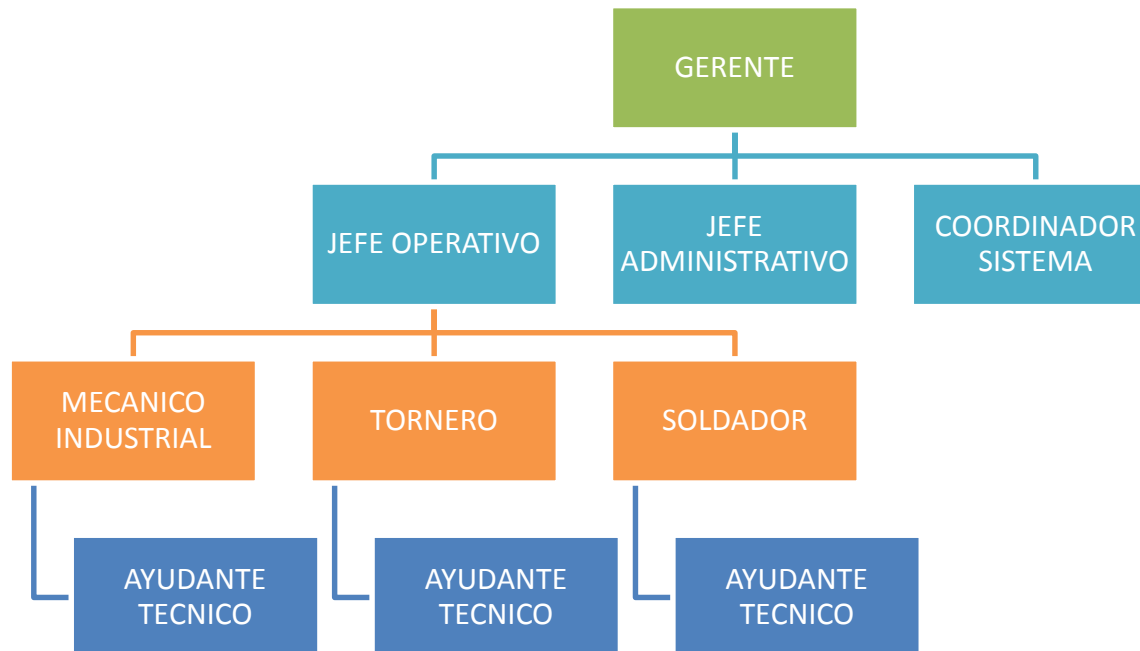 GERENTE
JEFE OPERATIVO
JEFE
ADMINISTRATIVO
COORDINADOR
SISTEMA
MECANICO
INDUSTRIAL
TORNERO
SOLDADOR
AYUDANTE
TECNICO
AYUDANTE
TECNICO
AYUDANTE
TECNICO